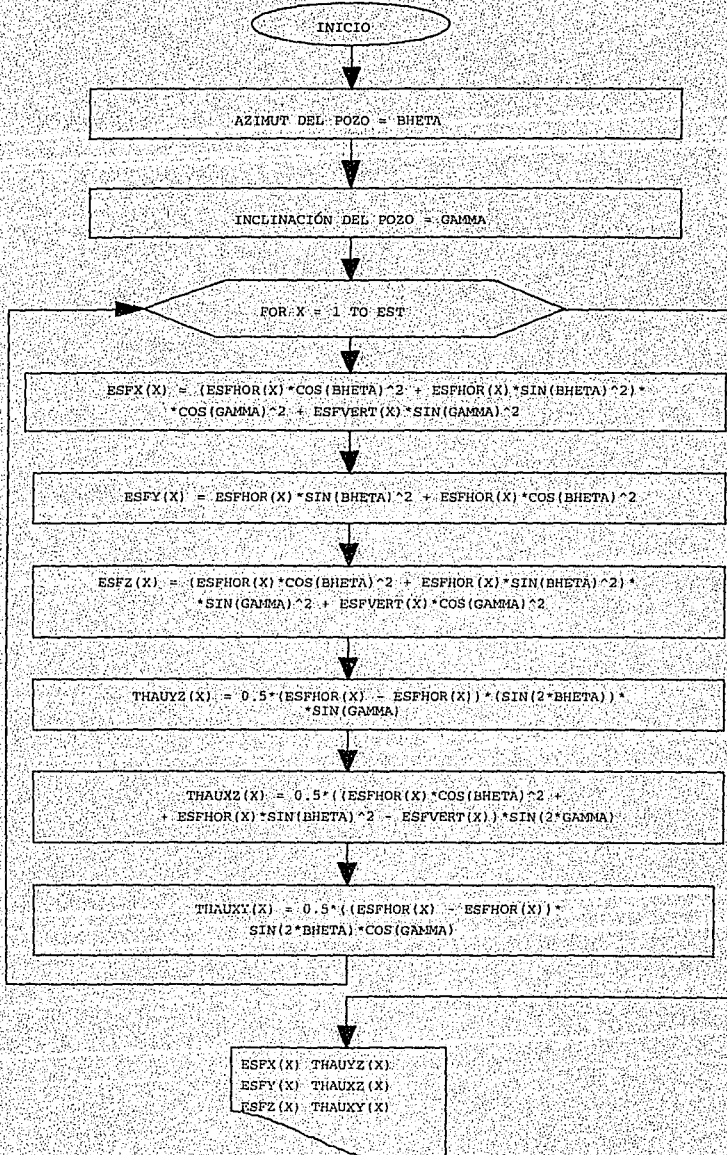 INICIO
AZIMUT DEL POZO = BHETA
INCLINACIÓN DEL POZO = GAMMA
FOR X = 1 TO EST
ESFX(X) = (ESFHOR(X)*COS(BHETA)^2 + ESFHOR(X)*SIN(BHETA)^2)*
*COS(GAMMA)^2 + ESFVERT(X)*SIN(GAMMA)^2
ESFY(X) = ESFHOR(X)*SIN(BHETA)^2 + ESFHOR(X)*COS(BHETA)^2
ESFZ(X) = (ESFHOR(X)*COS(BHETA)^2 + ESFHOR(X)*SIN(BHETA)^2)*
*SIN(GAMMA)^2 + ESFVERT(X)*COS(GAMMA)^2
THAUYZ(X) = 0.5*(ESFHOR(X) - ESFHOR(X))*(SIN(2*BHETA))*
*SIN(GAMMA)
THAUXZ(X) = 0.5*((ESFHOR(X)*COS(BHETA)^2 +
+ ESFHOR(X)*SIN(BHETA)^2 - ESFVERT(X))*SIN(2*GAMMA)
THAUXY(X) = 0.5*((ESFHOR(X) - ESFHOR(X))*
SIN(2*BHETA)*COS(GAMMA)
ESFX(X) THAUYZ(X)
ESFY(X) THAUXZ(X)
ESFZ(X) THAUXY(X)